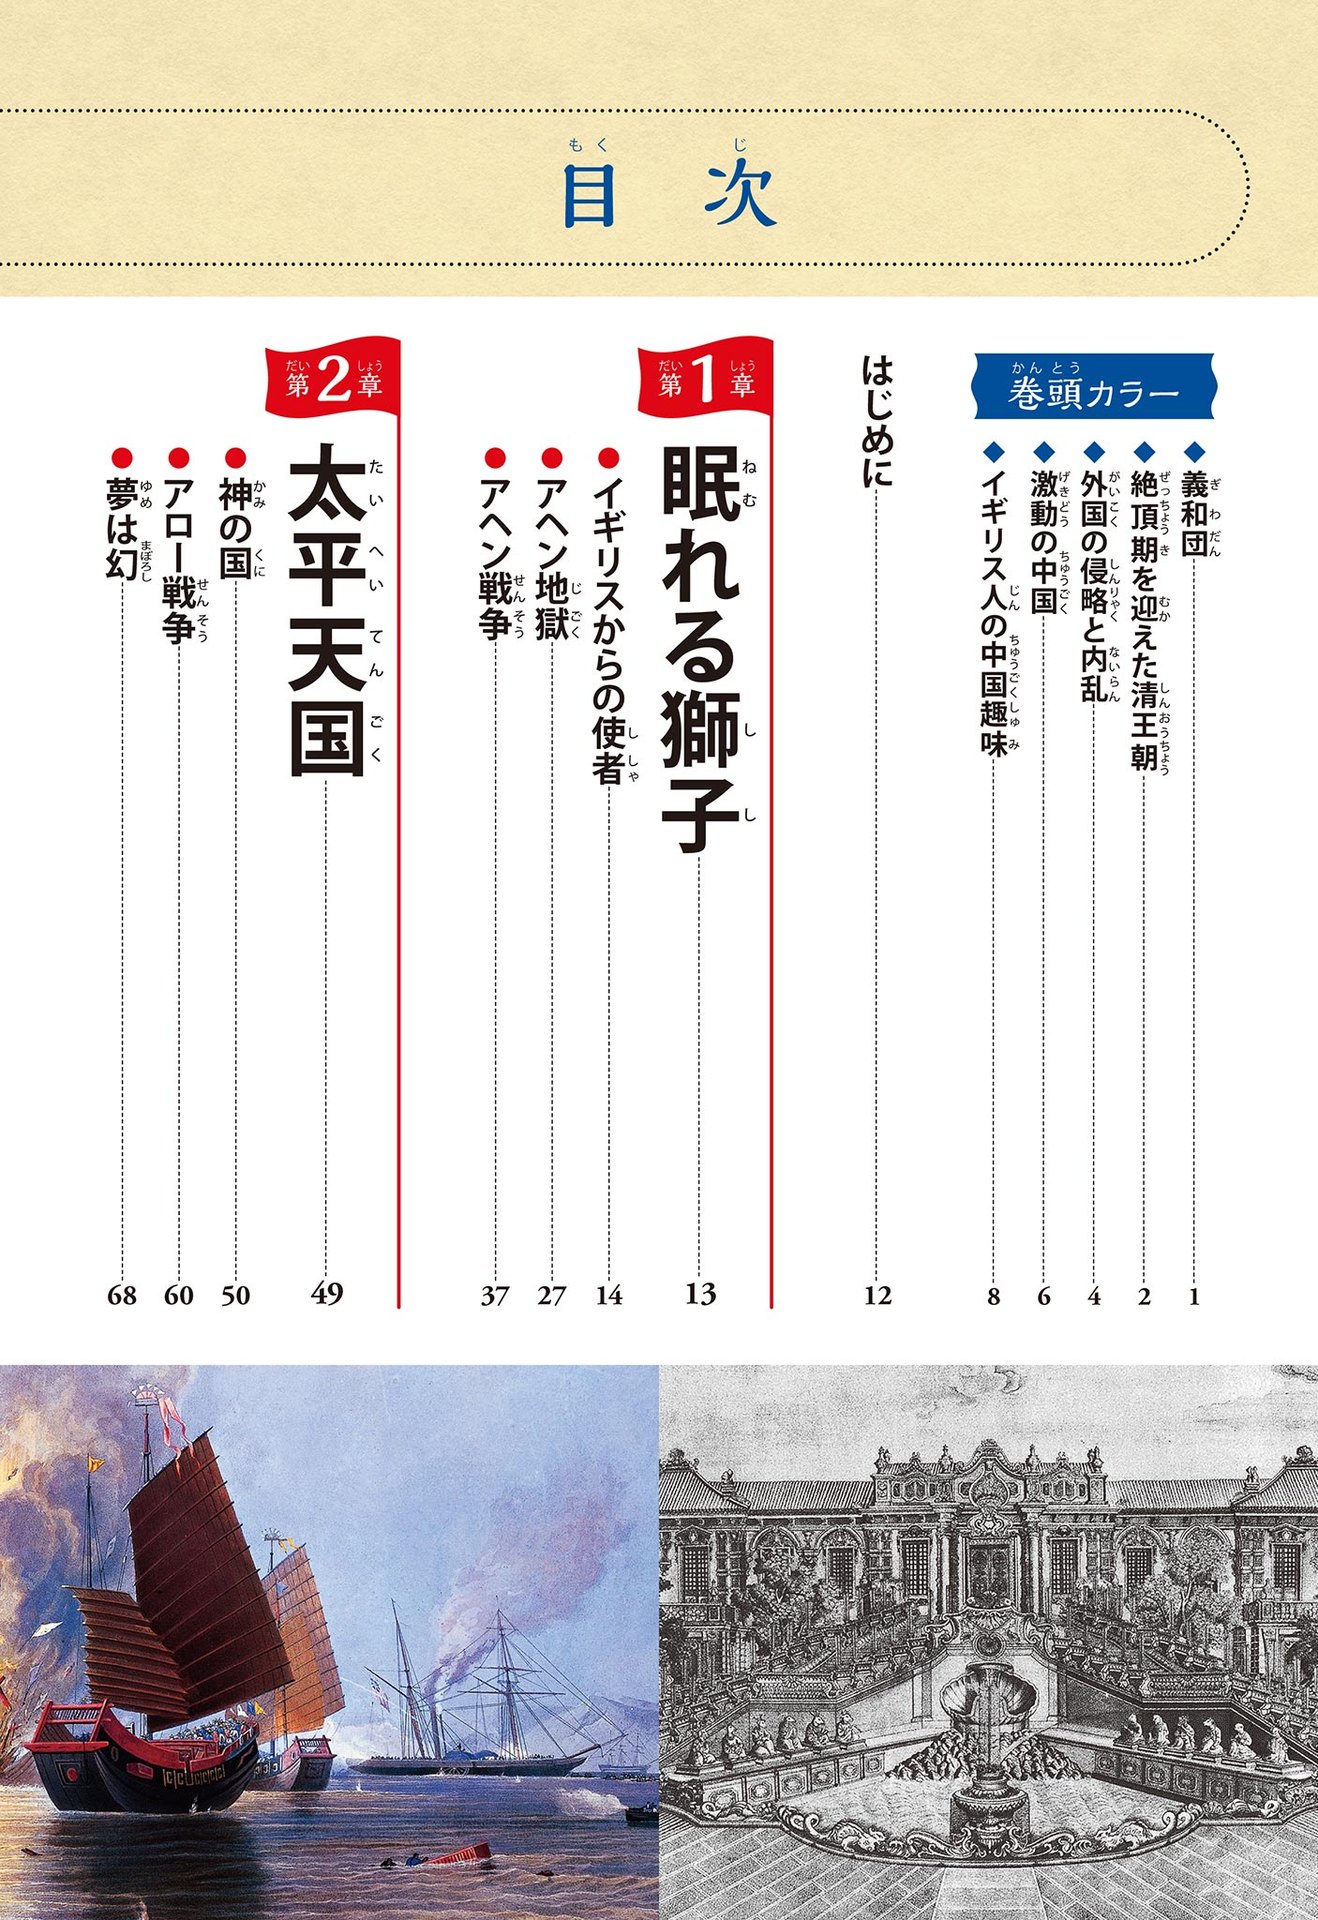 目次
巻頭カラー
義和団 1
絶頂期を迎えた清王朝 2
外国の侵略と内乱 4
激動の中国 6
イギリス人の中国趣味 8
はじめに 12
第1章
眠れる獅子 13
イギリスからの使者 14
アヘン地獄 27
アヘン戦争 37
第2章
太平天国 49
神の国 50
アロー戦争 60
夢は幻 68